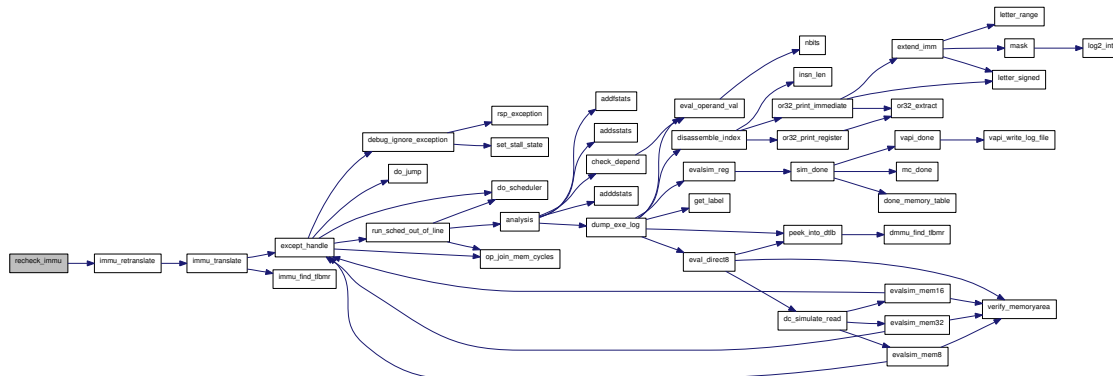 letter_range
nbits
extend_imm
mask
log2_int
insn_len
letter_signed
addfstats
eval_operand_val
or32_print_immediate
or32_extract
rsp_exception
addsstats
disassemble_index
or32_print_register
vapi_done
vapi_write_log_file
debug_ignore_exception
set_stall_state
check_depend
evalsim_reg
sim_done
mc_done
do_jump
do_scheduler
adddstats
get_label
done_memory_table
analysis
dump_exe_log
run_sched_out_of_line
peek_into_dtlb
dmmu_find_tlbmr
except_handle
op_join_mem_cycles
eval_direct8
recheck_immu
immu_retranslate
immu_translate
immu_find_tlbmr
evalsim_mem16
verify_memoryarea
dc_simulate_read
evalsim_mem32
evalsim_mem8